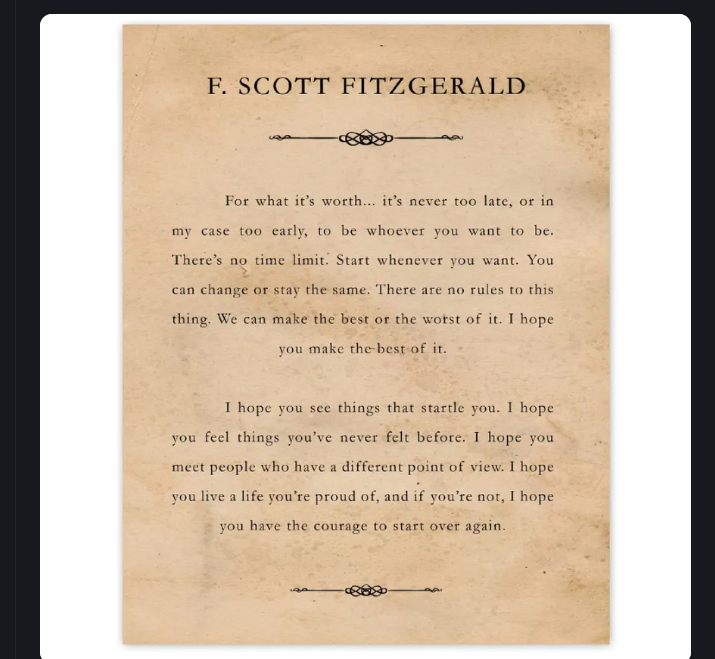 F. SCOTT FITZGERALD
For what it's worth... it's never too late, or in
my case too early, to be whoever you want to be.
There's no time limit. Start whenever you want. You
can change or stay the same. There are no rules to this
thing. We can make the best or the worst of it. I hope
you make the best of it.
I hope you see things that startle you. I hope
you feel things you've never felt before. I hope you
meet people who have a different point of view. I hope
you live a life you're proud of, and if you're not, I hope
you have the courage to start over again.